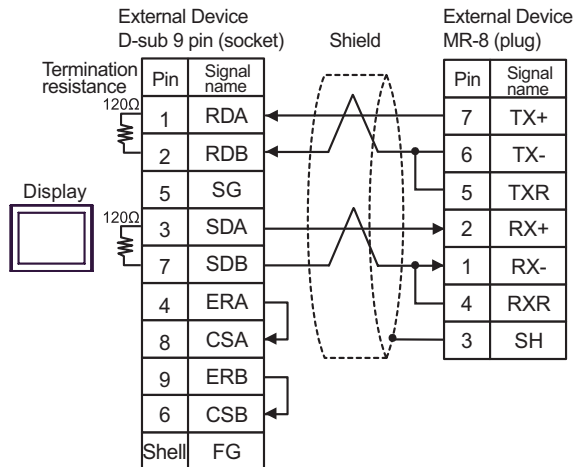 External Device
D-sub 9 pin (socket)
Shield
External Device
MR-8 (plug)
Termination
resistance
Pin Signal name
Pin Signal name
120Ω
1 RDA
7 TX+
2 RDB
6 TX-
5 SG
5 TXR
Display
120Ω
3 SDA
2 RX+
7 SDB
1 RX-
4 ERA
4 RXR
8 CSA
3 SH
9 ERB
6 CSB
Shell FG